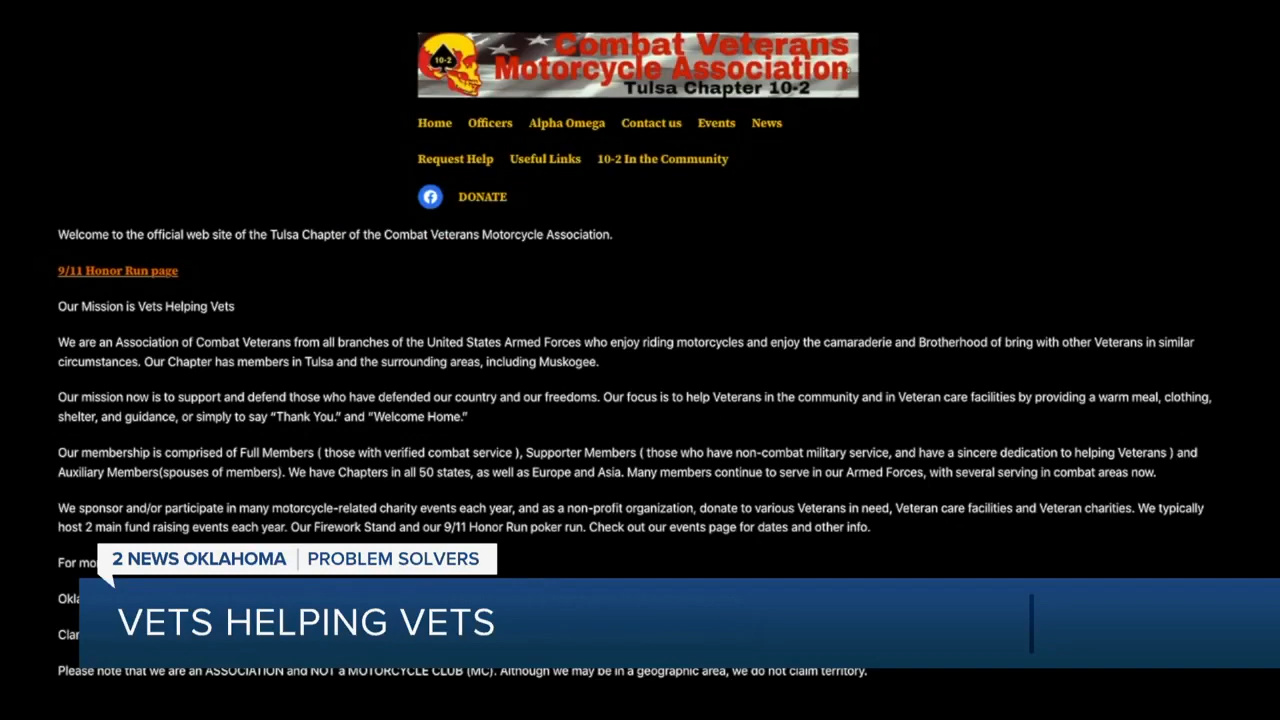 Combat Veterans
10-2
Motorcycle Association
Tulsa Chapter 10-2
Home Officers Alpha Omega Contact us Events News
Request Help Useful Links 10-2 In the Community
DONATE
Welcome to the official web site of the Tulsa Chapter of the Combat Veterans Motorcycle Association.
9/11 Honor Run page
Our Mission is Vets Helping Vets
We are an Association of Combat Veterans from all branches of the United States Armed Forces who enjoy riding motorcycles and enjoy the camaraderie and Brotherhood of bring with other Veterans in similar
circumstances. Our Chapter has members in Tulsa and the surrounding areas, including Muskogee.
Our mission now is to support and defend those who have defended our country and our freedoms. Our focus is to help Veterans in the community and in Veteran care facilities by providing a warm meal, clothing,
shelter, and guidance, or simply to say “Thank You.” and “Welcome Home.”
Our membership is comprised of Full Members ( those with verified combat service ), Supporter Members ( those who have non-combat military service, and have a sincere dedication to helping Veterans ) and
Auxiliary Members(spouses of members). We have Chapters in all 50 states, as well as Europe and Asia. Many members continue to serve in our Armed Forces, with several serving in combat areas now.
We sponsor and/or participate in many motorcycle-related charity events each year, and as a non-profit organization, donate to various Veterans in need, Veteran care facilities and Veteran charities. We typically
host 2 main fund raising events each year. Our Firework Stand and our 9/11 Honor Run poker run. Check out our events page for dates and other info.
For mo
2 NEWS OKLAHOMA | PROBLEM SOLVERS
Okla
VETS HELPING VETS
Clar
Please note that we are an ASSOCIATION and NOT a MOTORCYCLE CLUB (MC). Although we may be in a geographic area, we do not claim territory.